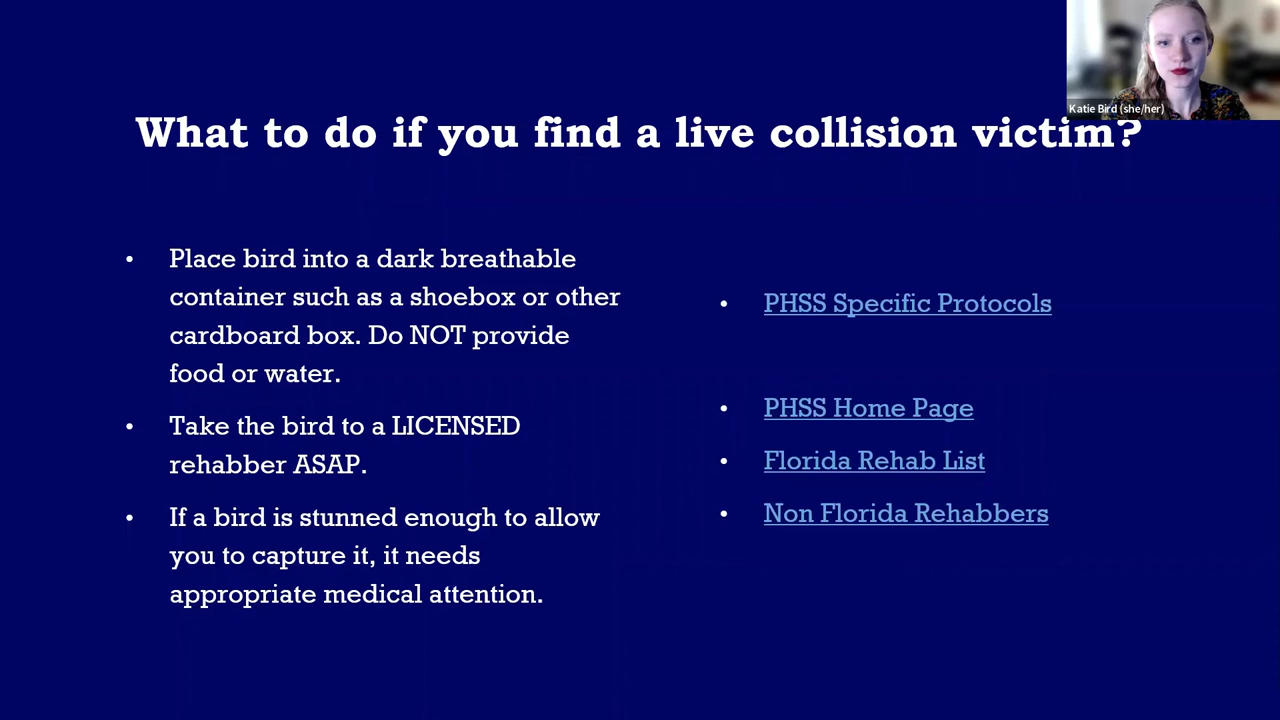 Katie Bird (she/her)
What to do if you find a live collision victim?
• Place bird into a dark breathable
container such as a shoebox or other
cardboard box. Do NOT provide
food or water.
• Take the bird to a LICENSED
rehabber ASAP.
• If a bird is stunned enough to allow
you to capture it, it needs
appropriate medical attention.
• PHSS Specific Protocols
• PHSS Home Page
• Florida Rehab List
• Non Florida Rehabbers